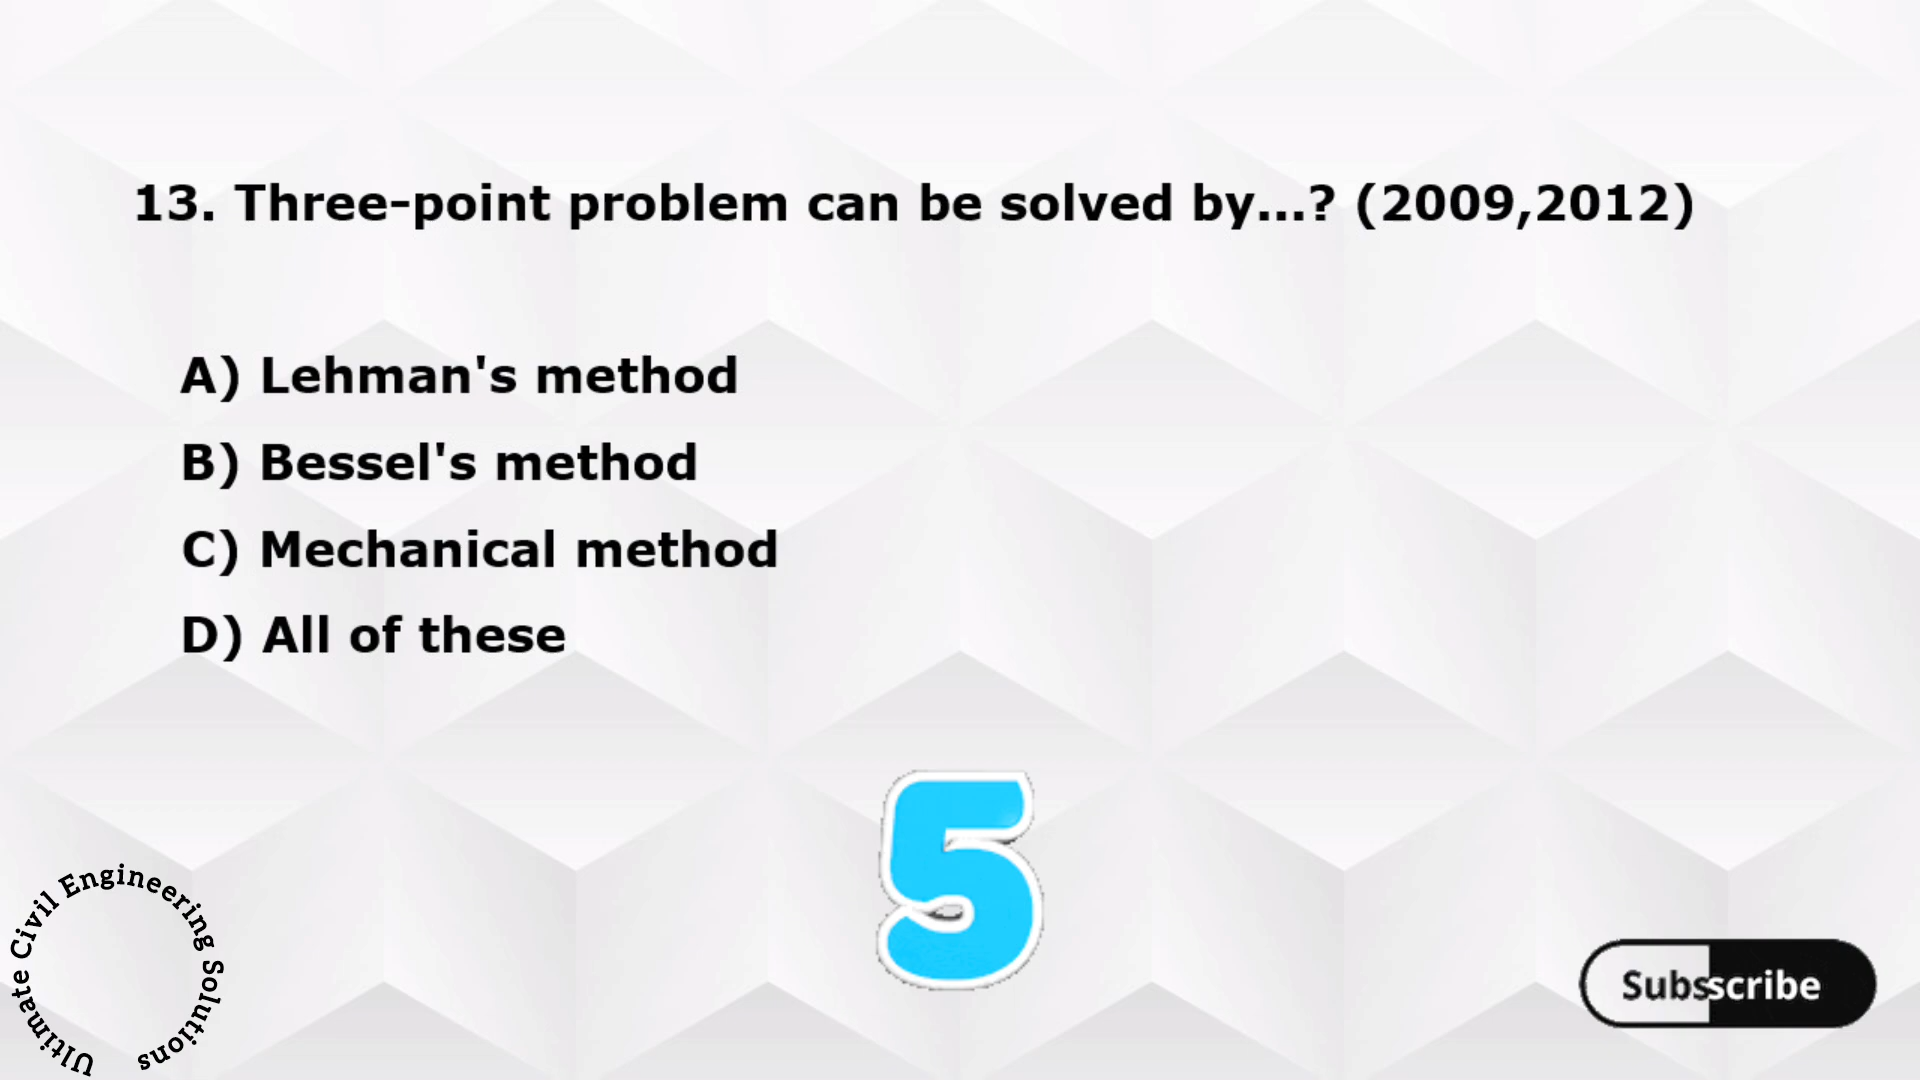 13. Three-point problem can be solved by...? (2009,2012)
A) Lehman's method
B) Bessel's method
C) Mechanical method
D) All of these
5
Ultimate Civil Engineering Solutions
Subsscribe